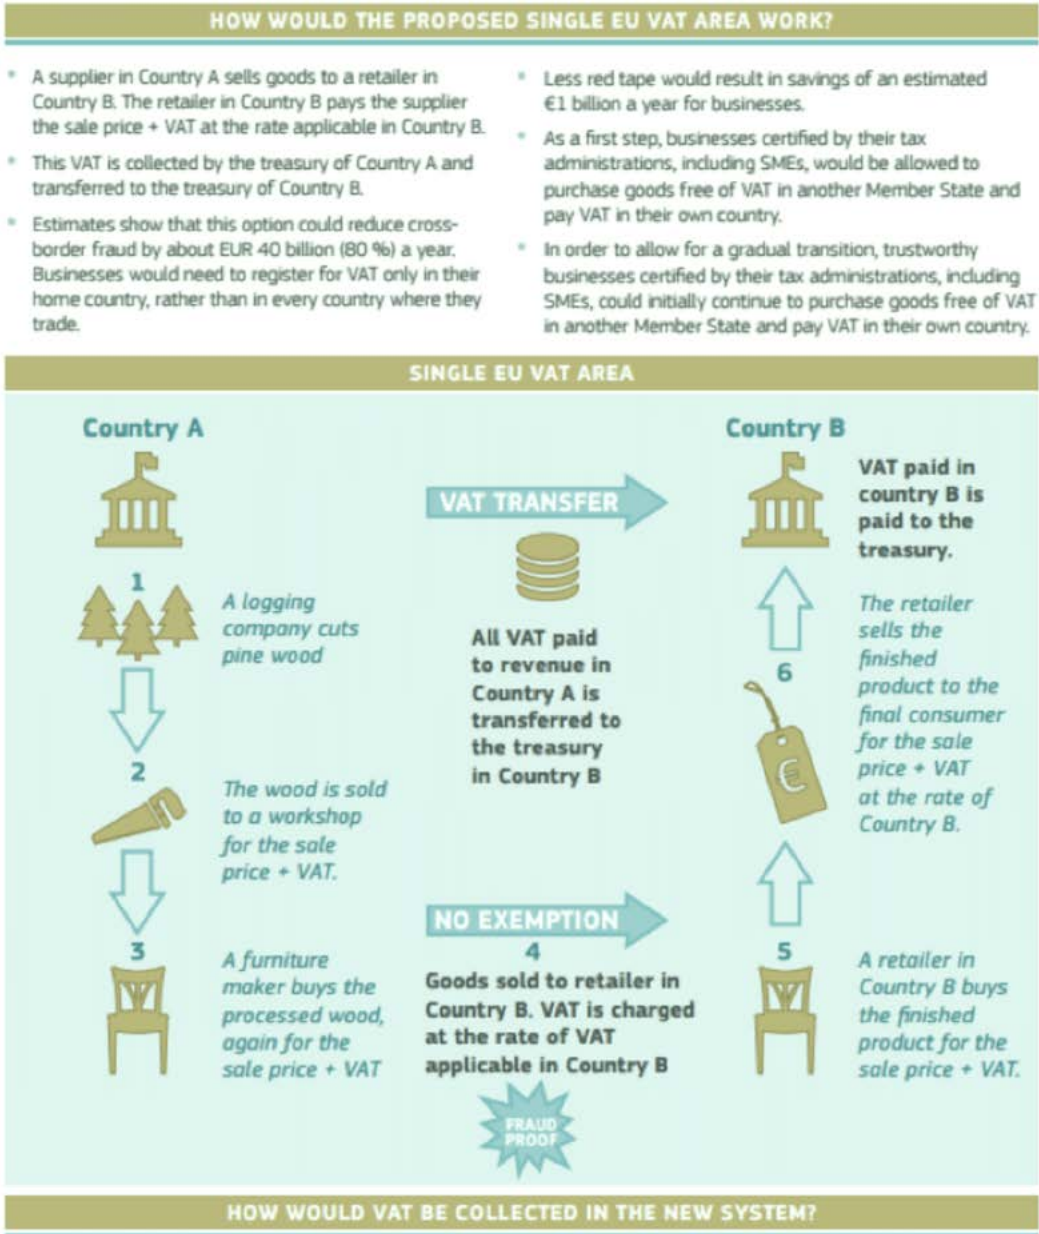 HOW WOULD THE PROPOSED SINGLE EU VAT AREA WORK?
A supplier in Country A sells goods to a retailer in
Country B. The retailer in Country B pays the supplier
the sale price + VAT at the rate applicable in Country B.
This VAT is collected by the treasury of Country A and
transferred to the treasury of Country B.
Estimates show that this option could reduce cross-
border fraud by about EUR 40 billion (80 %) a year.
Businesses would need to register for VAT only in their
home country, rather than in every country where they
trade.
Less red tape would result in savings of an estimated
€1 billion a year for businesses.
As a first step, businesses certified by their tax
administrations, including SMEs, would be allowed to
purchase goods free of VAT in another Member State and
pay VAT in their own country.
In order to allow for a gradual transition, trustworthy
businesses certified by their tax administrations, including
SMEs, could initially continue to purchase goods free of VAT
in another Member State and pay VAT in their own country.
SINGLE EU VAT AREA
Country A
1
A logging
company cuts
pine wood
2
The wood is sold
to a workshop
for the sale
price + VAT.
3
A furniture
maker buys the
processed wood,
again for the
sale price + VAT
VAT TRANSFER
All VAT paid
to revenue in
Country A is
transferred to
the treasury
in Country B
NO EXEMPTION
4
Goods sold to retailer in
Country B. VAT is charged
at the rate of VAT
applicable in Country B
FRAUD
PROOF
Country B
VAT paid in
country B is
paid to the
treasury.
6
The retailer
sells the
finished
product to the
final consumer
for the sale
price + VAT
at the rate of
Country B.
€
5
A retailer in
Country B buys
the finished
product for the
sale price + VAT.
HOW WOULD VAT BE COLLECTED IN THE NEW SYSTEM?